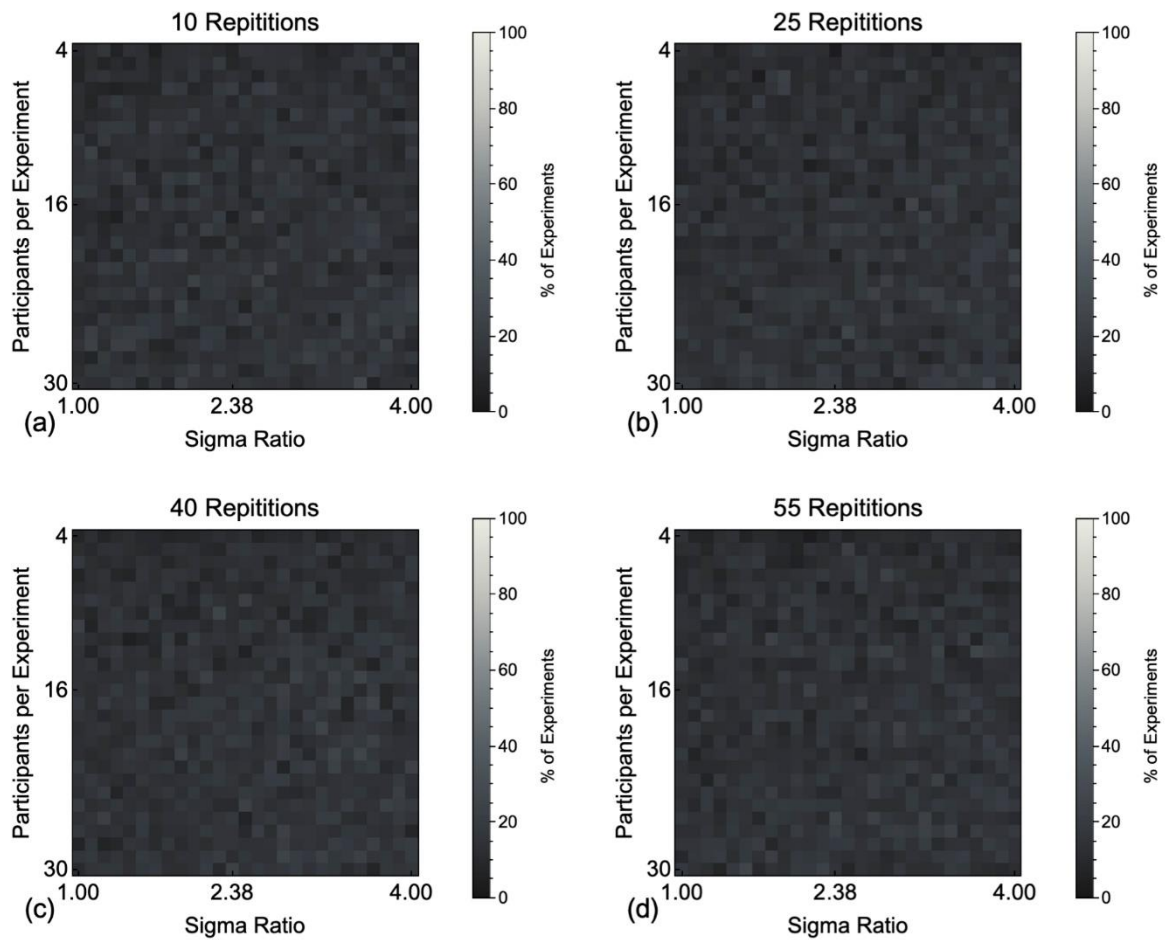 10 Repititions
4
16
30
Participants per Experiment
1.00 2.38 4.00
Sigma Ratio
(a)
100
80
60
40
20
0
% of Experiments
25 Repititions
4
16
30
Participants per Experiment
1.00 2.38 4.00
Sigma Ratio
(b)
100
80
60
40
20
0
% of Experiments
40 Repititions
4
16
30
Participants per Experiment
1.00 2.38 4.00
Sigma Ratio
(c)
100
80
60
40
20
0
% of Experiments
55 Repititions
4
16
30
Participants per Experiment
1.00 2.38 4.00
Sigma Ratio
(d)
100
80
60
40
20
0
% of Experiments